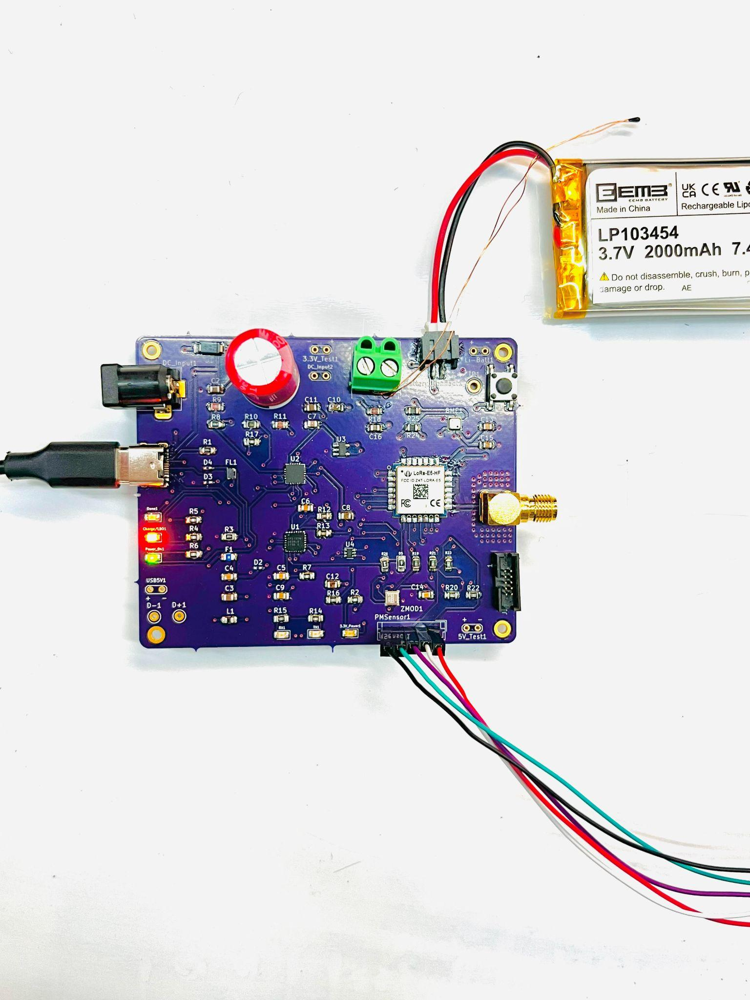 EEMB®
EEMB BATTERY
Made in China
UK
CA
CE
Rechargeable
LP103454
3.7V 2000mAh
Do not disassemble, crush, burn,
damage or drop. AE
DC_Input1
3.3V_Test1
DC_Input2
Li-Batt1
TP1
C2
R9
R8
R10
R11
R17
C11
C10
C7
R18
C16
R25
R24
BME1
C13
C15
R1
D4
D3
FL1
U2
U3
LoRa-E5-HF
FCC ID:Z4T-LORA-E5
FC
CE
Done1
Charge/LBO1
Power_On1
R5
R4
R6
R3
F1
C4
C3
L1
C6
R12
C8
R13
U1
U4
D2
C5
R7
C9
C12
R16
R2
R26
D5
R19
R21
R23
C14
R20
R22
USB5V1
D-1
D+1
R15
R14
RX1
TX1
3.3V_Power1
ZMOD1
PMSensor1
5V_Test1
1